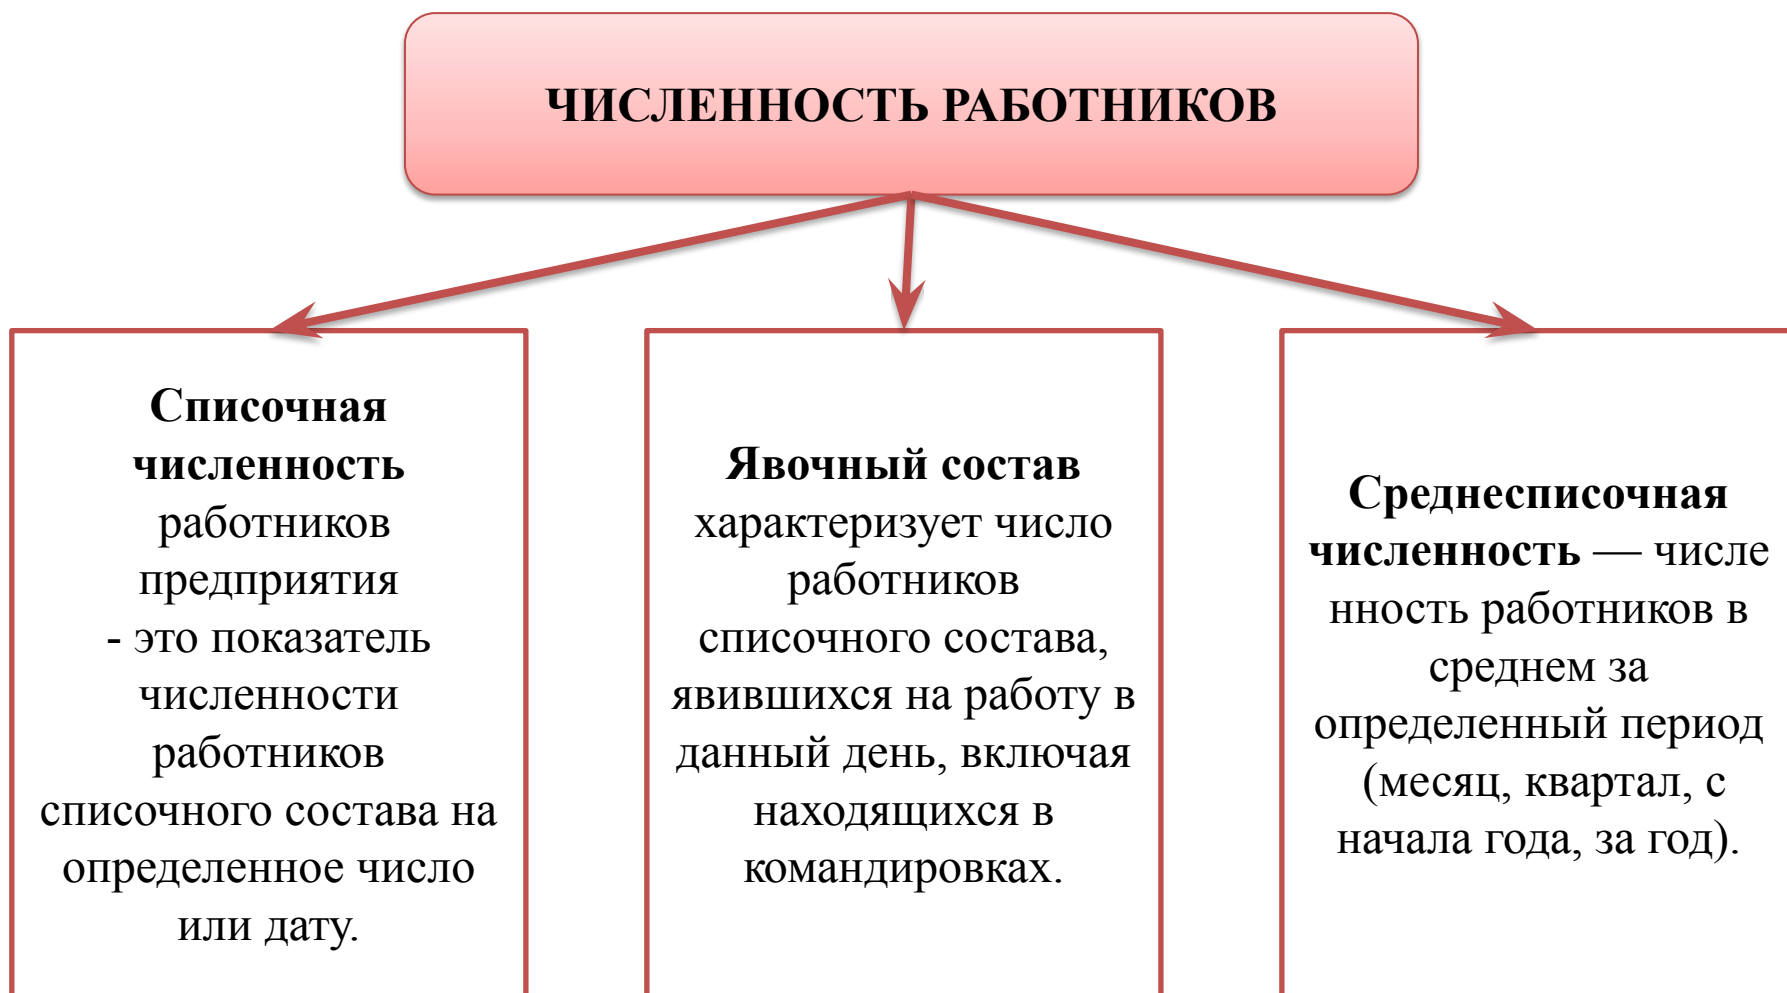 ЧИСЛЕННОСТЬ РАБОТНИКОВ
Списочная
численность
работников
предприятия
- это показатель
численности
работников
списочного состава на
определенное число
или дату.
Явочный состав
характеризует число
работников
списочного состава,
явившихся на работу в
данный день, включая
находящихся в
командировках.
Среднесписочная
численность — числе
нность работников в
среднем за
определенный период
(месяц, квартал, с
начала года, за год).